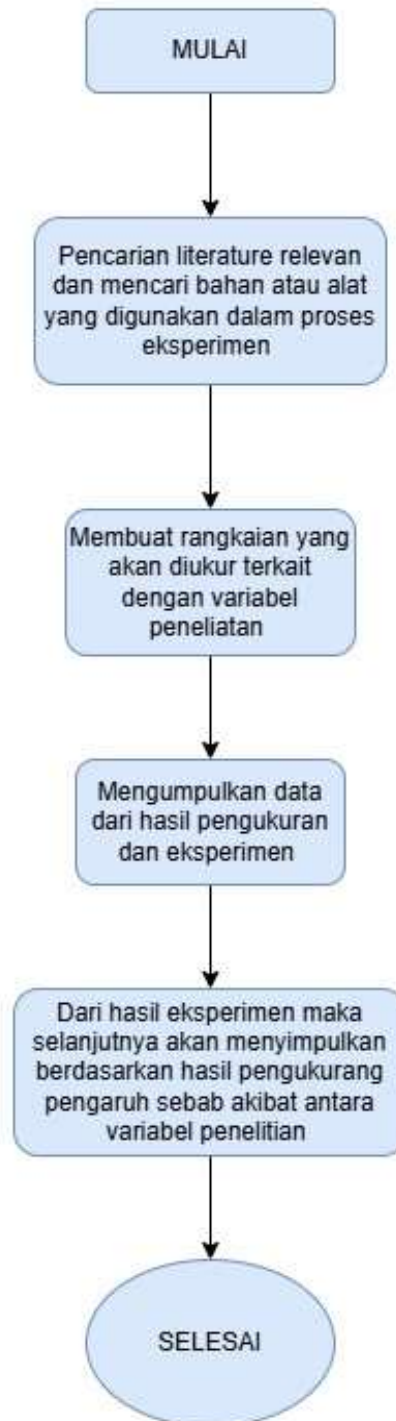 MULAI
Pencarian literature relevan
dan mencari bahan atau alat
yang digunakan dalam proses
eksperimen
Membuat rangkaian yang
akan diukur terkait
dengan variabel
peneliatan
Mengumpulkan data
dari hasil pengukuran
dan eksperimen
Dari hasil eksperimen maka
selanjutnya akan menyimpulkan
berdasarkan hasil pengukurang
pengaruh sebab akibat antara
variabel penelitian
SELESAI